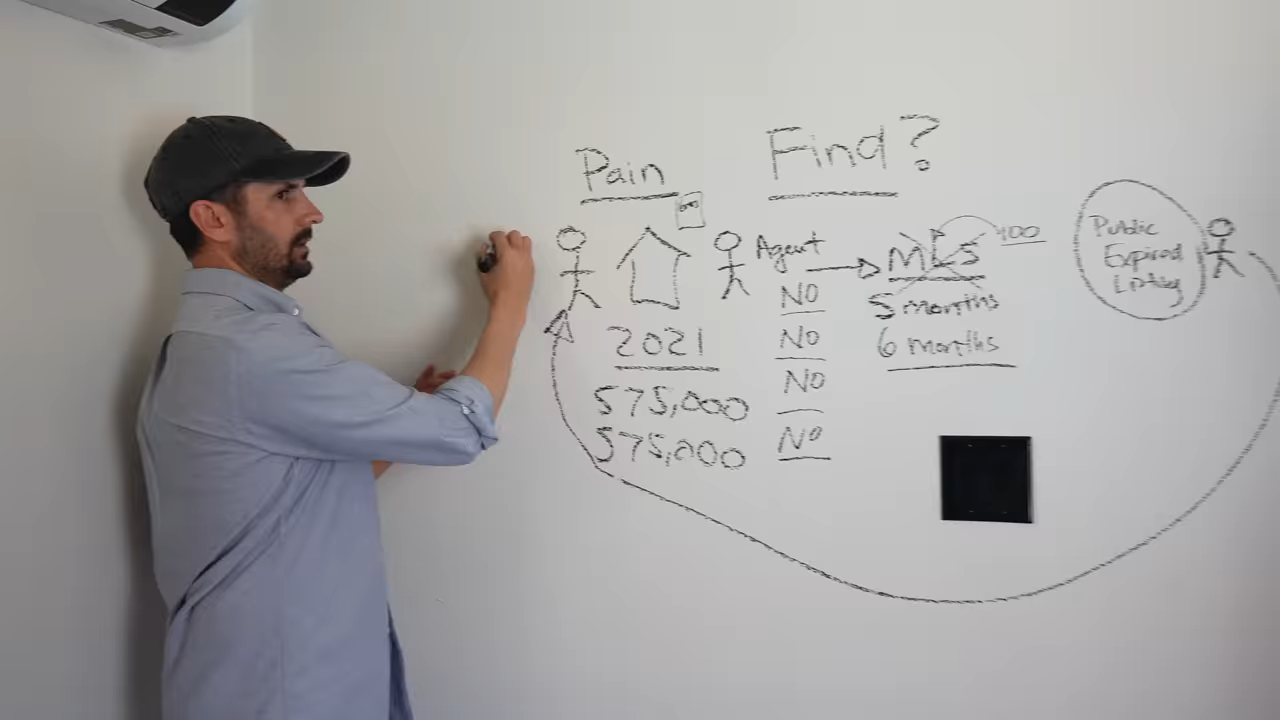 Pain
Find?
Agent
MLS
100
NO
5 months
NO
6 months
NO
NO
2021
575,000
575,000
Public
Expired
Listing